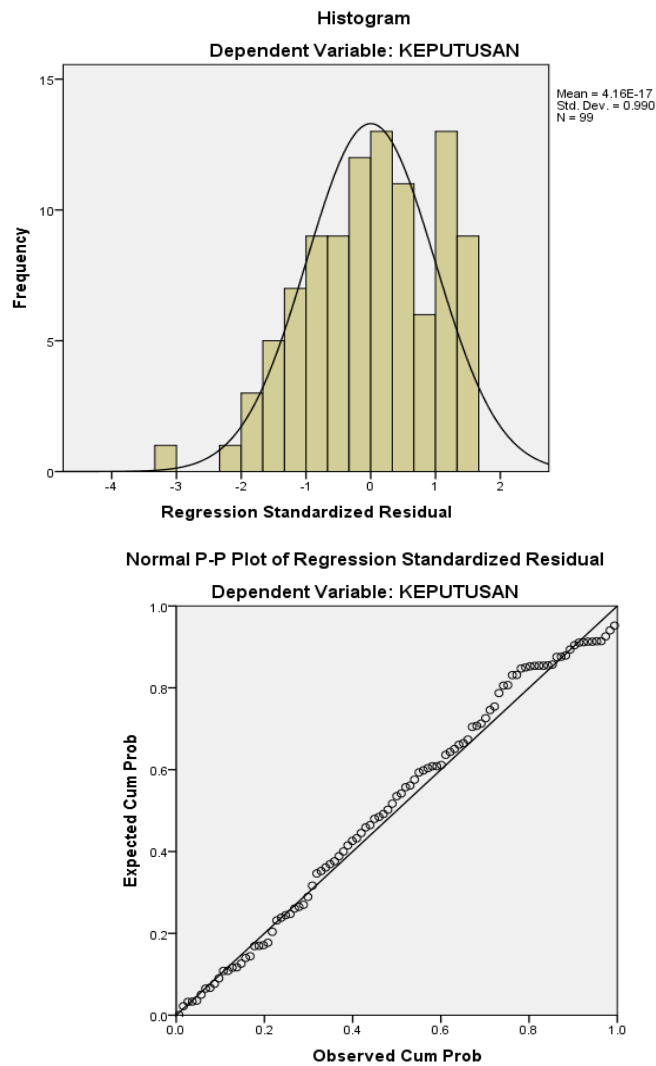 Histogram
Dependent Variable: KEPUTUSAN
Mean = 4.16E-17
Std. Dev. = 0.990
N = 99
15
10
5
0
Frequency
-4 -3 -2 -1 0 1 2
Regression Standardized Residual
Normal P-P Plot of Regression Standardized Residual
Dependent Variable: KEPUTUSAN
1.0
0.8
0.6
0.4
0.2
0.0
Expected Cum Prob
0.0 0.2 0.4 0.6 0.8 1.0
Observed Cum Prob